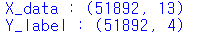 X_data : (51892, 13)
Y_label : (51892, 4)